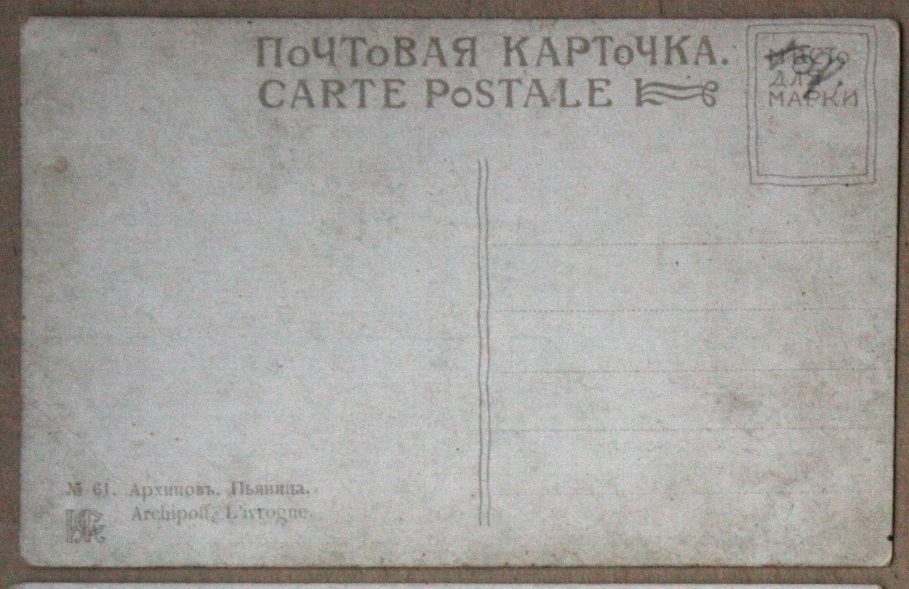 ПОЧТОВАЯ КАРТОЧКА.
CARTE POSTALE
МѢСТО
ДЛЯ
МАРКИ
№ 61. Архиповъ. Пьяница.
Archipoff, L'ivrogne.